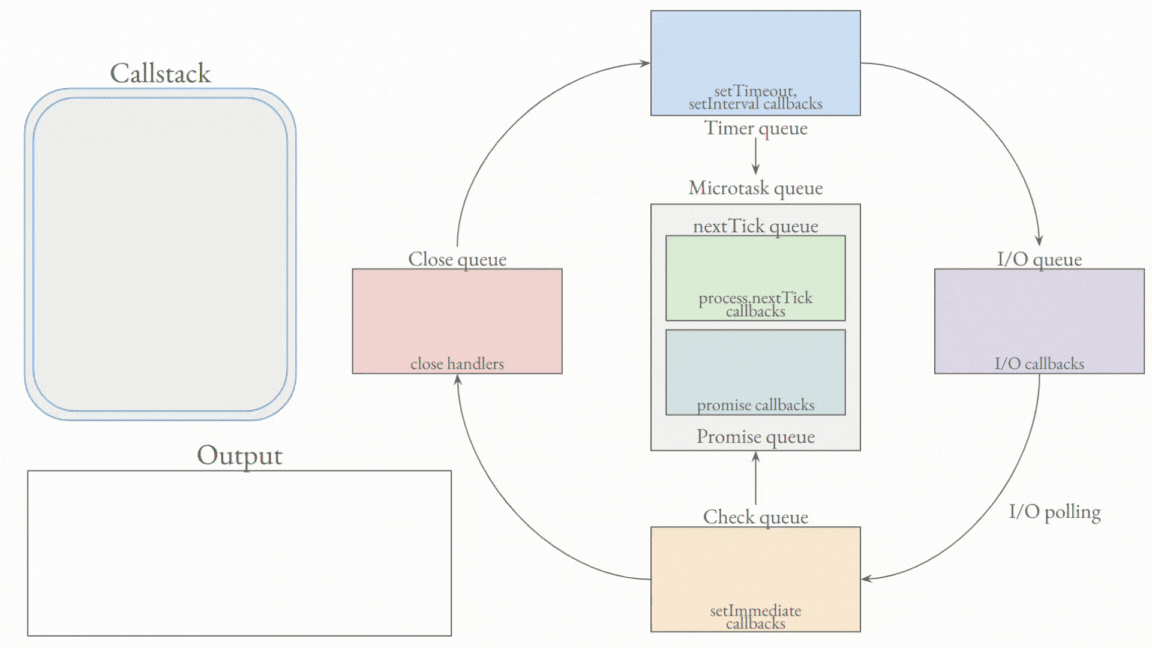 Callstack
setTimeout,
setInterval callbacks
Timer queue
Microtask queue
nextTick queue
process.nextTick
callbacks
promise callbacks
Promise queue
Close queue
close handlers
I/O queue
I/O callbacks
Output
I/O polling
Check queue
setImmediate
callbacks